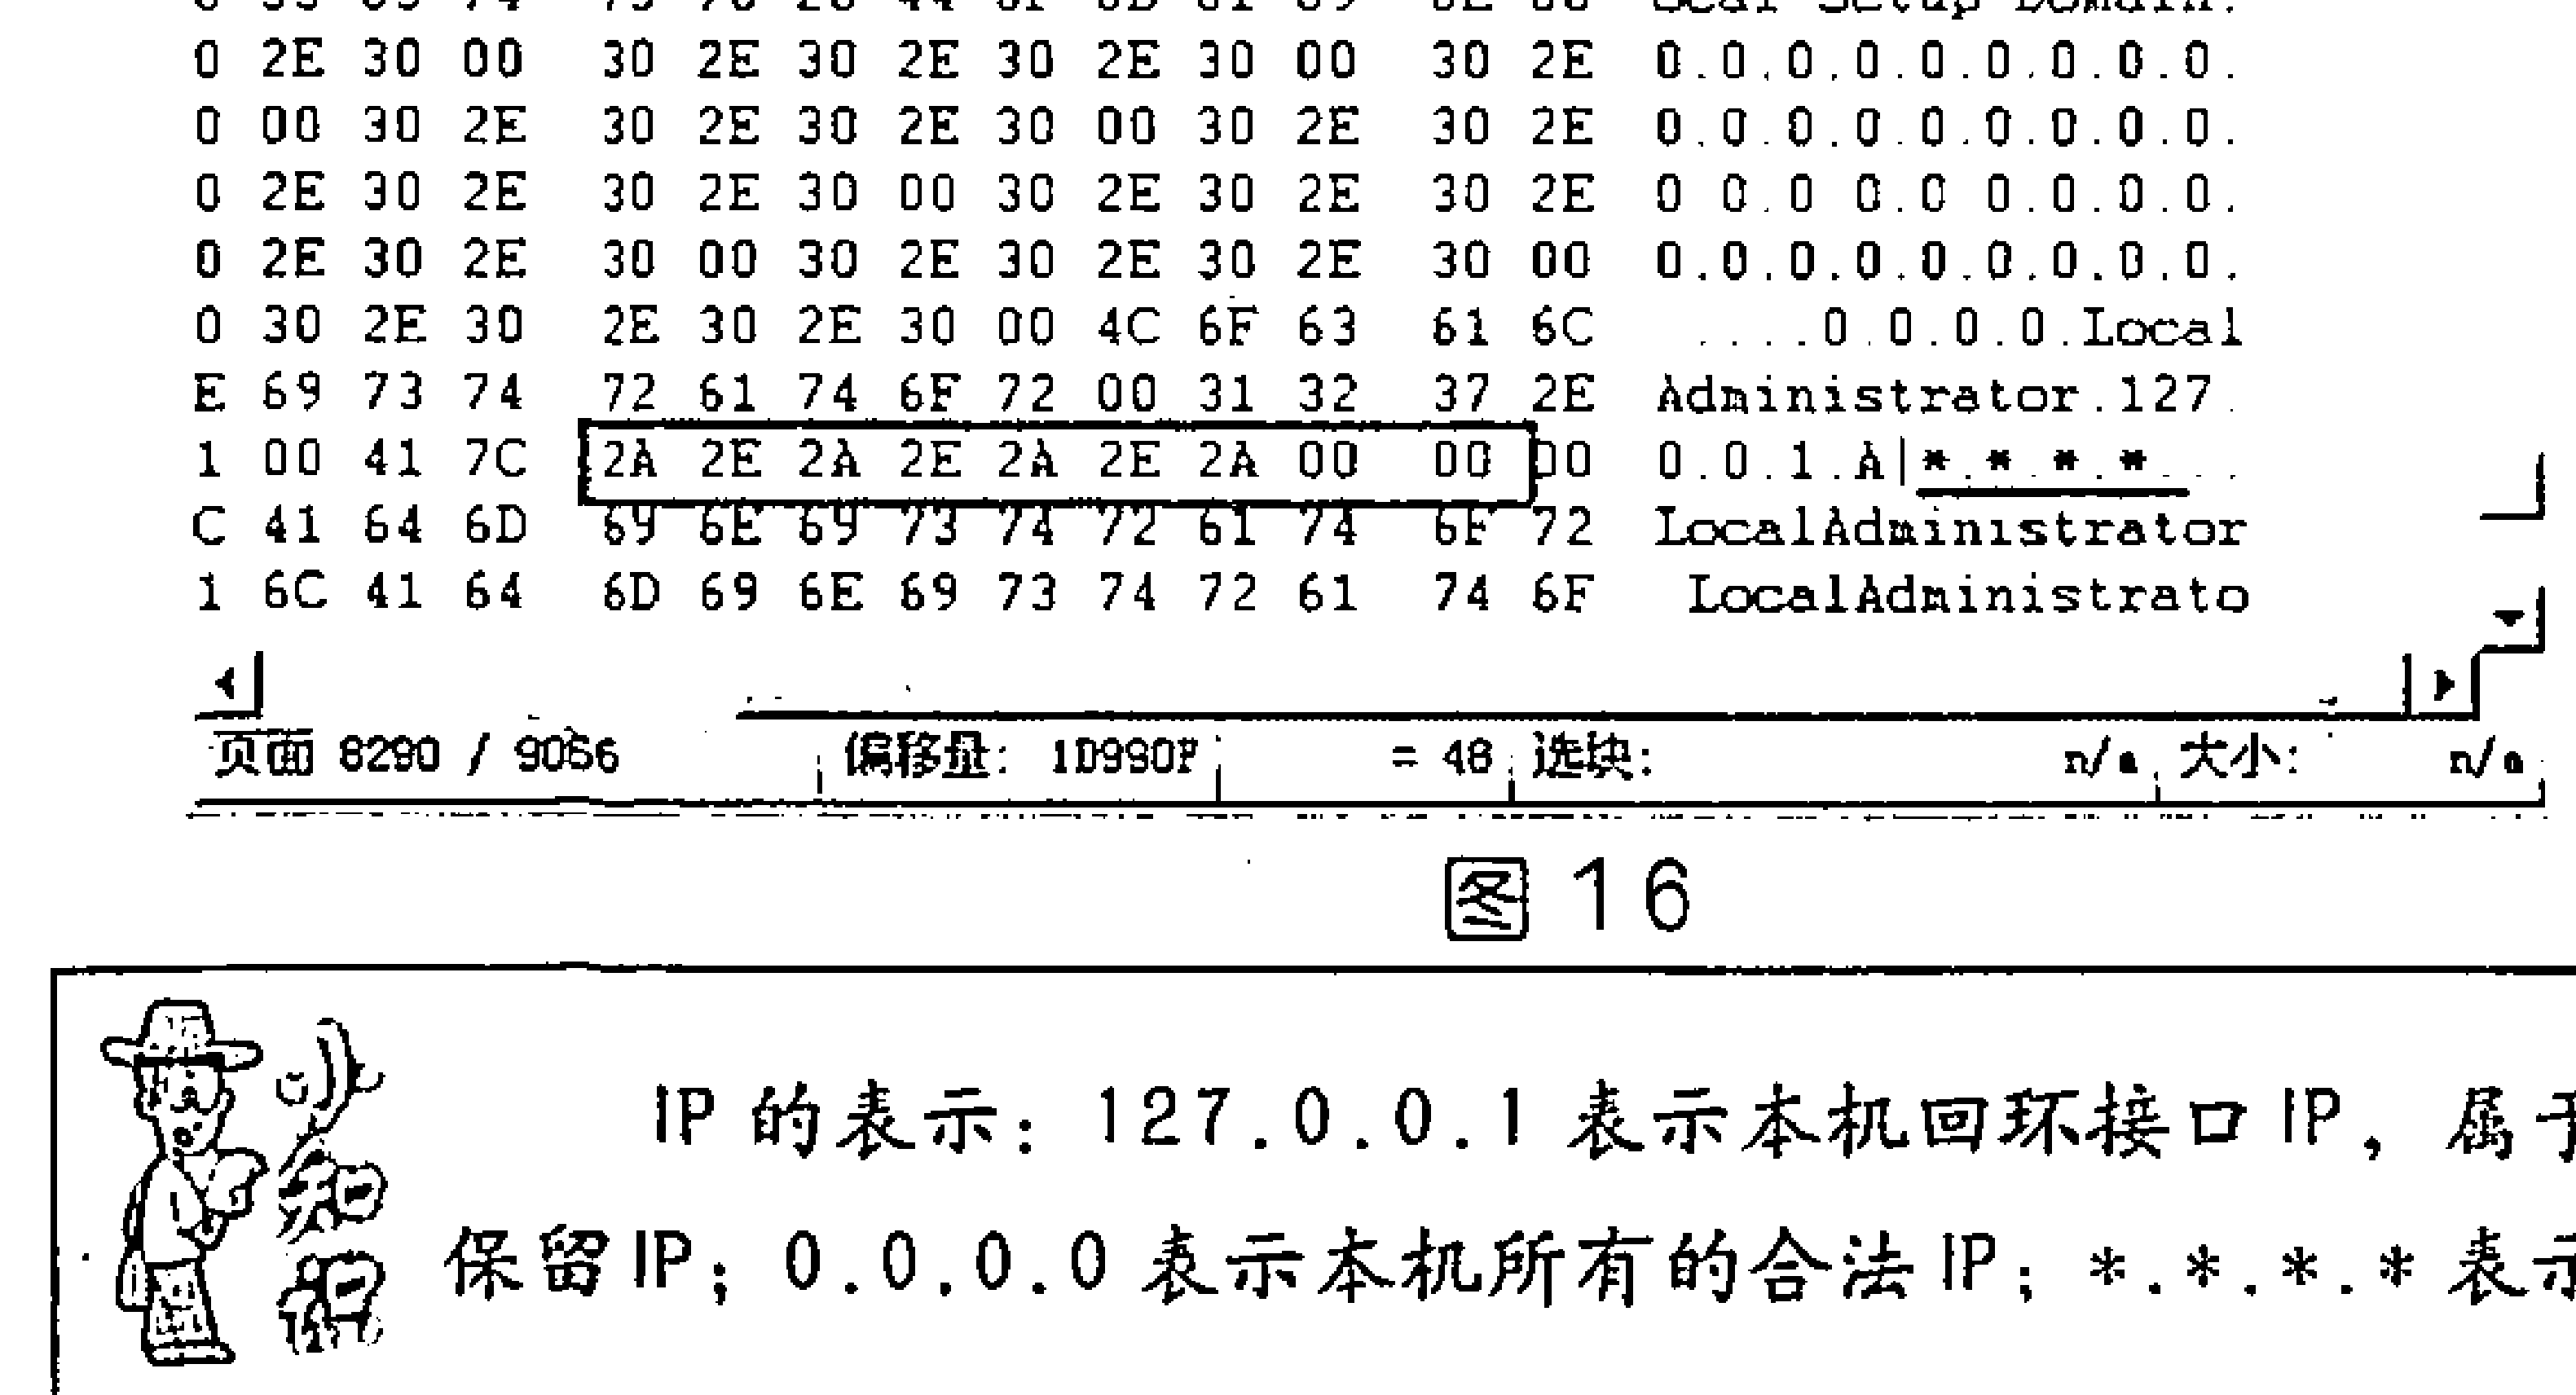 0 2E 30 00 30 2E 30 2E 30 2E 30 00 30 2E 0.0.0.0.0.0.0.0.0.
0 00 30 2E 30 2E 30 2E 30 00 30 2E 30 2E 0.0.0.0.0.0.0.0.0.
0 2E 30 2E 30 2E 30 00 30 2E 30 2E 30 2E 0 0.0 0.0 0.0.0.0.
0 2E 30 2E 30 00 30 2E 30 2E 30 2E 30 00 0.0.0.0.0.0.0.0.0.
0 30 2E 30 2E 30 2E 30 00 4C 6F 63 61 6C ....0.0.0.0.Local
E 69 73 74 72 61 74 6F 72 00 31 32 37 2E Administrator.127.
1 00 41 7C 2A 2E 2A 2E 2A 2E 2A 00 00 00 0.0.1.A|*.*.*.*...
C 41 64 6D 69 6E 69 73 74 72 61 74 6F 72 LocalAdministrator
1 6C 41 64 6D 69 6E 69 73 74 72 61 74 6F LocalAdministrato
页面 8290 / 9066 偏移量: 1D990F = 48 选块: n/a 大小: n/a
图 16
小知识
IP 的表示：127.0.0.1 表示本机回环接口 IP，属于
保留 IP；0.0.0.0 表示本机所有的合法 IP；*.*.*.* 表示